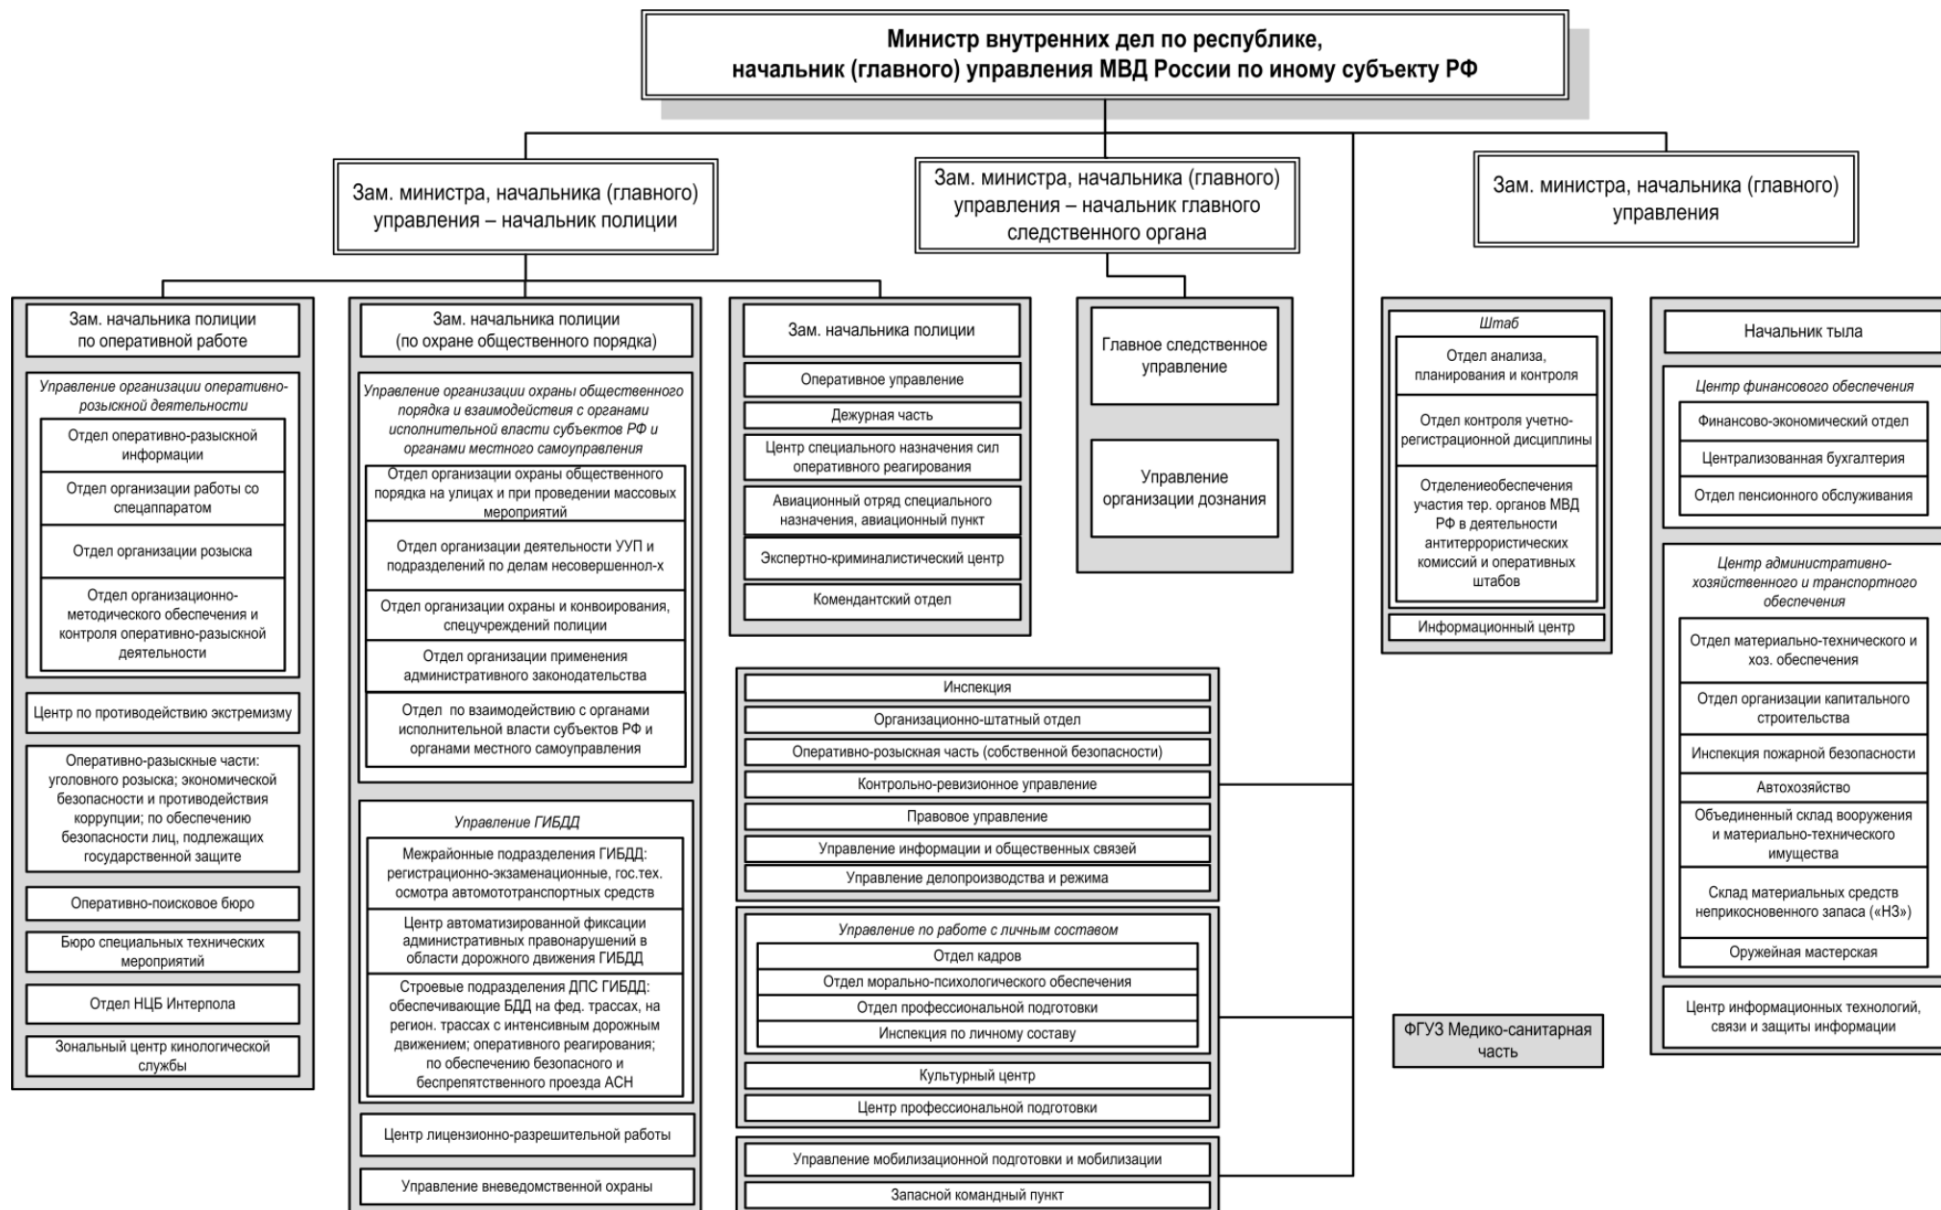 Министр внутренних дел по республике,
начальник (главного) управления МВД России по иному субъекту РФ
Зам. министра, начальника (главного)
управления – начальник полиции
Зам. министра, начальника (главного)
управления – начальник главного
следственного органа
Зам. министра, начальника (главного)
управления
Зам. начальника полиции
по оперативной работе
Управление организации оперативно-
розыскной деятельности
Отдел оперативно-разыскной
информации
Отдел организации работы со
спецаппаратом
Отдел организации розыска
Отдел организационно-
методического обеспечения и
контроля оперативно-разыскной
деятельности
Центр по противодействию экстремизму
Оперативно-разыскные части:
уголовного розыска; экономической
безопасности и противодействия
коррупции; по обеспечению
безопасности лиц, подлежащих
государственной защите
Оперативно-поисковое бюро
Бюро специальных технических
мероприятий
Отдел НЦБ Интерпола
Зональный центр кинологической
службы
Зам. начальника полиции
(по охране общественного порядка)
Управление организации охраны общественного
порядка и взаимодействия с органами
исполнительной власти субъектов РФ и
органами местного самоуправления
Отдел организации охраны общественного
порядка на улицах и при проведении массовых
мероприятий
Отдел организации деятельности УУП и
подразделений по делам несовершеннол-х
Отдел организации охраны и конвоирования,
спецучреждений полиции
Отдел организации применения
административного законодательства
Отдел по взаимодействию с органами
исполнительной власти субъектов РФ и
органами местного самоуправления
Управление ГИБДД
Межрайонные подразделения ГИБДД:
регистрационно-экзаменационные, гос.тех.
осмотра автомототранспортных средств
Центр автоматизированной фиксации
административных правонарушений в
области дорожного движения ГИБДД
Строевые подразделения ДПС ГИБДД:
обеспечивающие БДД на фед. трассах, на
регион. трассах с интенсивным дорожным
движением; оперативного реагирования;
по обеспечению безопасного и
беспрепятственного проезда АСН
Центр лицензионно-разрешительной работы
Управление вневедомственной охраны
Зам. начальника полиции
Оперативное управление
Дежурная часть
Центр специального назначения сил
оперативного реагирования
Авиационный отряд специального
назначения, авиационный пункт
Экспертно-криминалистический центр
Комендантский отдел
Инспекция
Организационно-штатный отдел
Оперативно-розыскная часть (собственной безопасности)
Контрольно-ревизионное управление
Правовое управление
Управление информации и общественных связей
Управление делопроизводства и режима
Управление по работе с личным составом
Отдел кадров
Отдел морально-психологического обеспечения
Отдел профессиональной подготовки
Инспекция по личному составу
Культурный центр
Центр профессиональной подготовки
Управление мобилизационной подготовки и мобилизации
Запасной командный пункт
Главное следственное
управление
Управление
организации дознания
Штаб
Отдел анализа,
планирования и контроля
Отдел контроля учетно-
регистрационной дисциплины
Отделениеобеспечения
участия тер. органов МВД
РФ в деятельности
антитеррористических
комиссий и оперативных
штабов
Информационный центр
ФГУЗ Медико-санитарная
часть
Начальник тыла
Центр финансового обеспечения
Финансово-экономический отдел
Централизованная бухгалтерия
Отдел пенсионного обслуживания
Центр административно-
хозяйственного и транспортного
обеспечения
Отдел материально-технического и
хоз. обеспечения
Отдел организации капитального
строительства
Инспекция пожарной безопасности
Автохозяйство
Объединенный склад вооружения
и материально-технического
имущества
Склад материальных средств
неприкосновенного запаса («НЗ»)
Оружейная мастерская
Центр информационных технологий,
связи и защиты информации